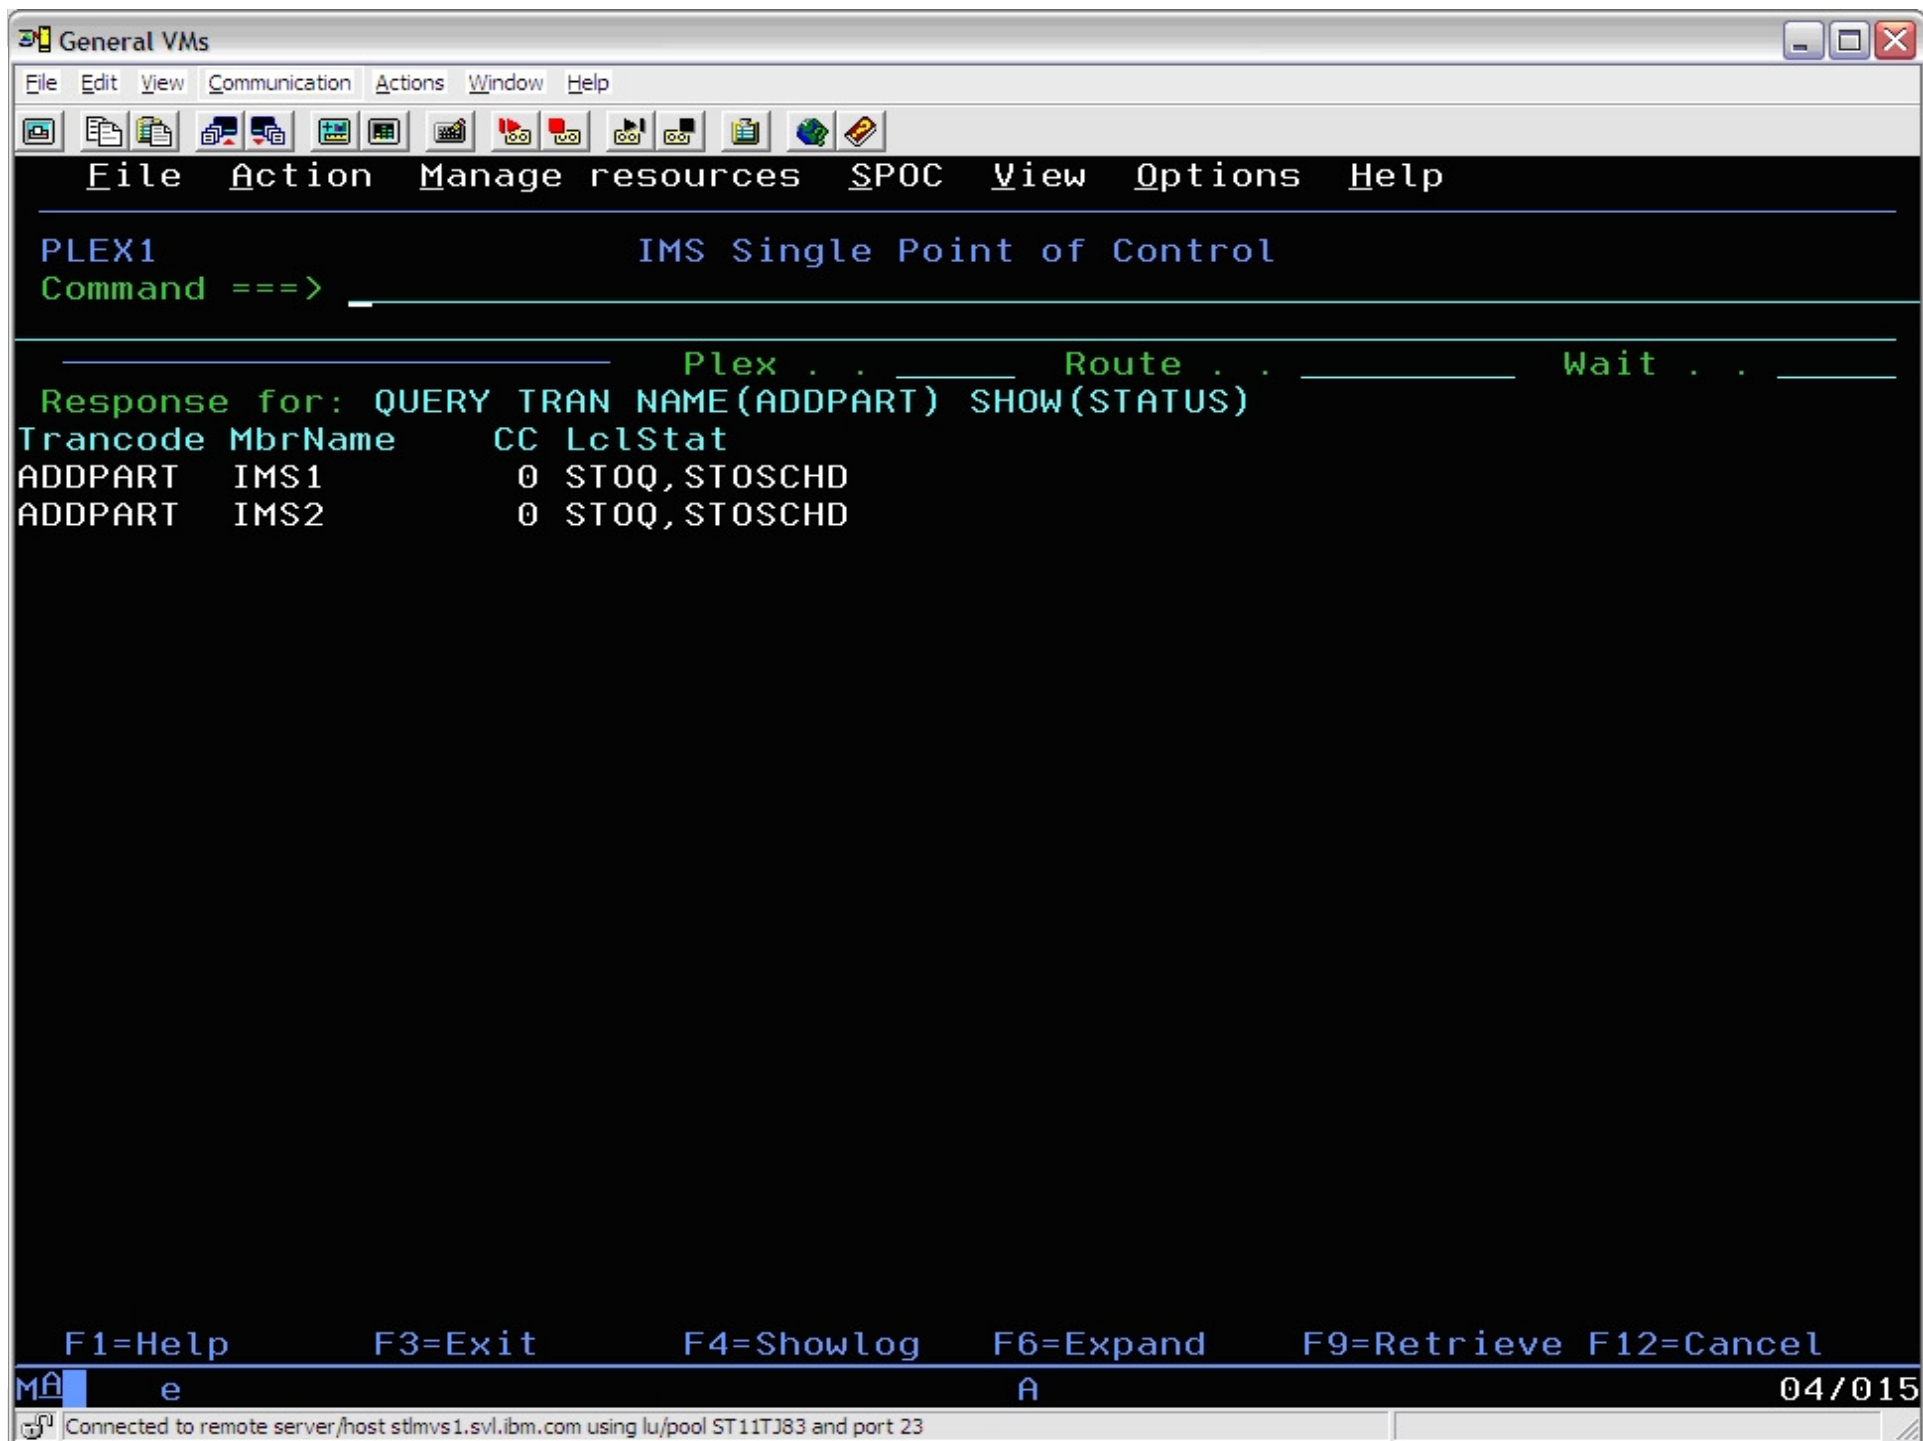 General VMs
File Edit View Communication Actions Window Help
File Action Manage resources SPOC View Options Help
PLEX1 IMS Single Point of Control
Command ===>
Plex . . Route . . Wait . .
Response for: QUERY TRAN NAME(ADDPART) SHOW(STATUS)
Trancode MbrName CC LclStat
ADDPART IMS1 0 STOQ,STOSCHD
ADDPART IMS2 0 STOQ,STOSCHD
F1=Help F3=Exit F4=Showlog F6=Expand F9=Retrieve F12=Cancel
MA e A 04/015
Connected to remote server/host stlmvs1.svl.ibm.com using lu/pool ST11TJ83 and port 23